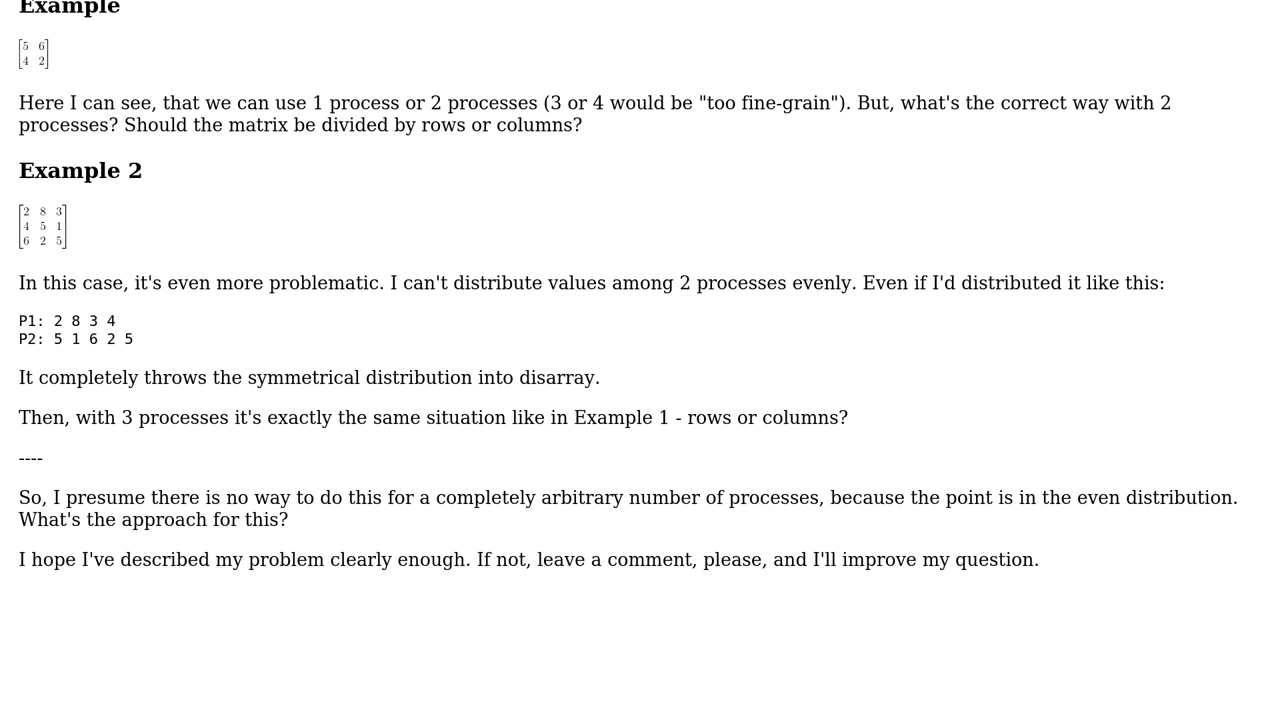 Example
5 6
4 2
Here I can see, that we can use 1 process or 2 processes (3 or 4 would be "too fine-grain"). But, what's the correct way with 2
processes? Should the matrix be divided by rows or columns?
Example 2
2 8 3
4 5 1
6 2 5
In this case, it's even more problematic. I can't distribute values among 2 processes evenly. Even if I'd distributed it like this:
P1: 2 8 3 4
P2: 5 1 6 2 5
It completely throws the symmetrical distribution into disarray.
Then, with 3 processes it's exactly the same situation like in Example 1 - rows or columns?
----
So, I presume there is no way to do this for a completely arbitrary number of processes, because the point is in the even distribution.
What's the approach for this?
I hope I've described my problem clearly enough. If not, leave a comment, please, and I'll improve my question.